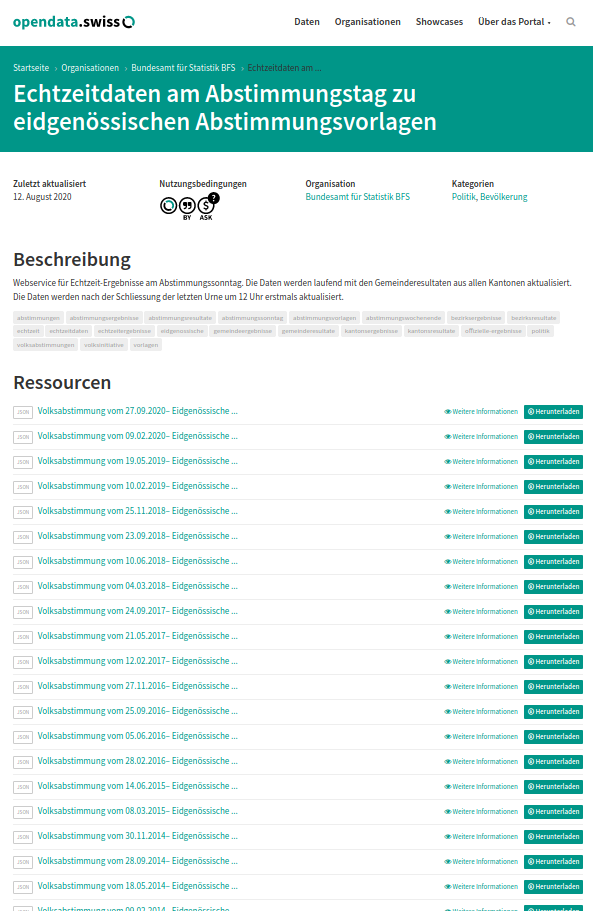 opendata.swiss
Daten Organisationen Showcases Über das Portal
Startseite › Organisationen › Bundesamt für Statistik BFS › Echtzeitdaten am ...
Echtzeitdaten am Abstimmungstag zu
eidgenössischen Abstimmungsvorlagen
Zuletzt aktualisiert Nutzungsbedingungen Organisation Kategorien
12. August 2020 Bundesamt für Statistik BFS Politik, Bevölkerung
$ ?
BY ASK
Beschreibung
Webservice für Echtzeit-Ergebnisse am Abstimmungssonntag. Die Daten werden laufend mit den Gemeinderesultaten aus allen Kantonen aktualisiert.
Die Daten werden nach der Schliessung der letzten Urne um 12 Uhr erstmals aktualisiert.
abstimmungen abstimmungsergebnisse abstimmungsresultate abstimmungssonntag abstimmungsvorlagen abstimmungswochenende bezirksergebnisse bezirksresultate
echtzeit echtzeitdaten echtzeitergebnisse eidgenössische gemeindeergebnisse gemeinderesultate kantonsergebnisse kantonsresultate offizielle-ergebnisse politik
volksabstimmungen volksinitiative vorlagen
Ressourcen
JSON Volksabstimmung vom 27.09.2020– Eidgenössische ... Weitere Informationen Herunterladen
JSON Volksabstimmung vom 09.02.2020– Eidgenössische ... Weitere Informationen Herunterladen
JSON Volksabstimmung vom 19.05.2019– Eidgenössische ... Weitere Informationen Herunterladen
JSON Volksabstimmung vom 10.02.2019– Eidgenössische ... Weitere Informationen Herunterladen
JSON Volksabstimmung vom 25.11.2018– Eidgenössische ... Weitere Informationen Herunterladen
JSON Volksabstimmung vom 23.09.2018– Eidgenössische ... Weitere Informationen Herunterladen
JSON Volksabstimmung vom 10.06.2018– Eidgenössische ... Weitere Informationen Herunterladen
JSON Volksabstimmung vom 04.03.2018– Eidgenössische ... Weitere Informationen Herunterladen
JSON Volksabstimmung vom 24.09.2017– Eidgenössische ... Weitere Informationen Herunterladen
JSON Volksabstimmung vom 21.05.2017– Eidgenössische ... Weitere Informationen Herunterladen
JSON Volksabstimmung vom 12.02.2017– Eidgenössische ... Weitere Informationen Herunterladen
JSON Volksabstimmung vom 27.11.2016– Eidgenössische ... Weitere Informationen Herunterladen
JSON Volksabstimmung vom 25.09.2016– Eidgenössische ... Weitere Informationen Herunterladen
JSON Volksabstimmung vom 05.06.2016– Eidgenössische ... Weitere Informationen Herunterladen
JSON Volksabstimmung vom 28.02.2016– Eidgenössische ... Weitere Informationen Herunterladen
JSON Volksabstimmung vom 14.06.2015– Eidgenössische ... Weitere Informationen Herunterladen
JSON Volksabstimmung vom 08.03.2015– Eidgenössische ... Weitere Informationen Herunterladen
JSON Volksabstimmung vom 30.11.2014– Eidgenössische ... Weitere Informationen Herunterladen
JSON Volksabstimmung vom 28.09.2014– Eidgenössische ... Weitere Informationen Herunterladen
JSON Volksabstimmung vom 18.05.2014– Eidgenössische ... Weitere Informationen Herunterladen